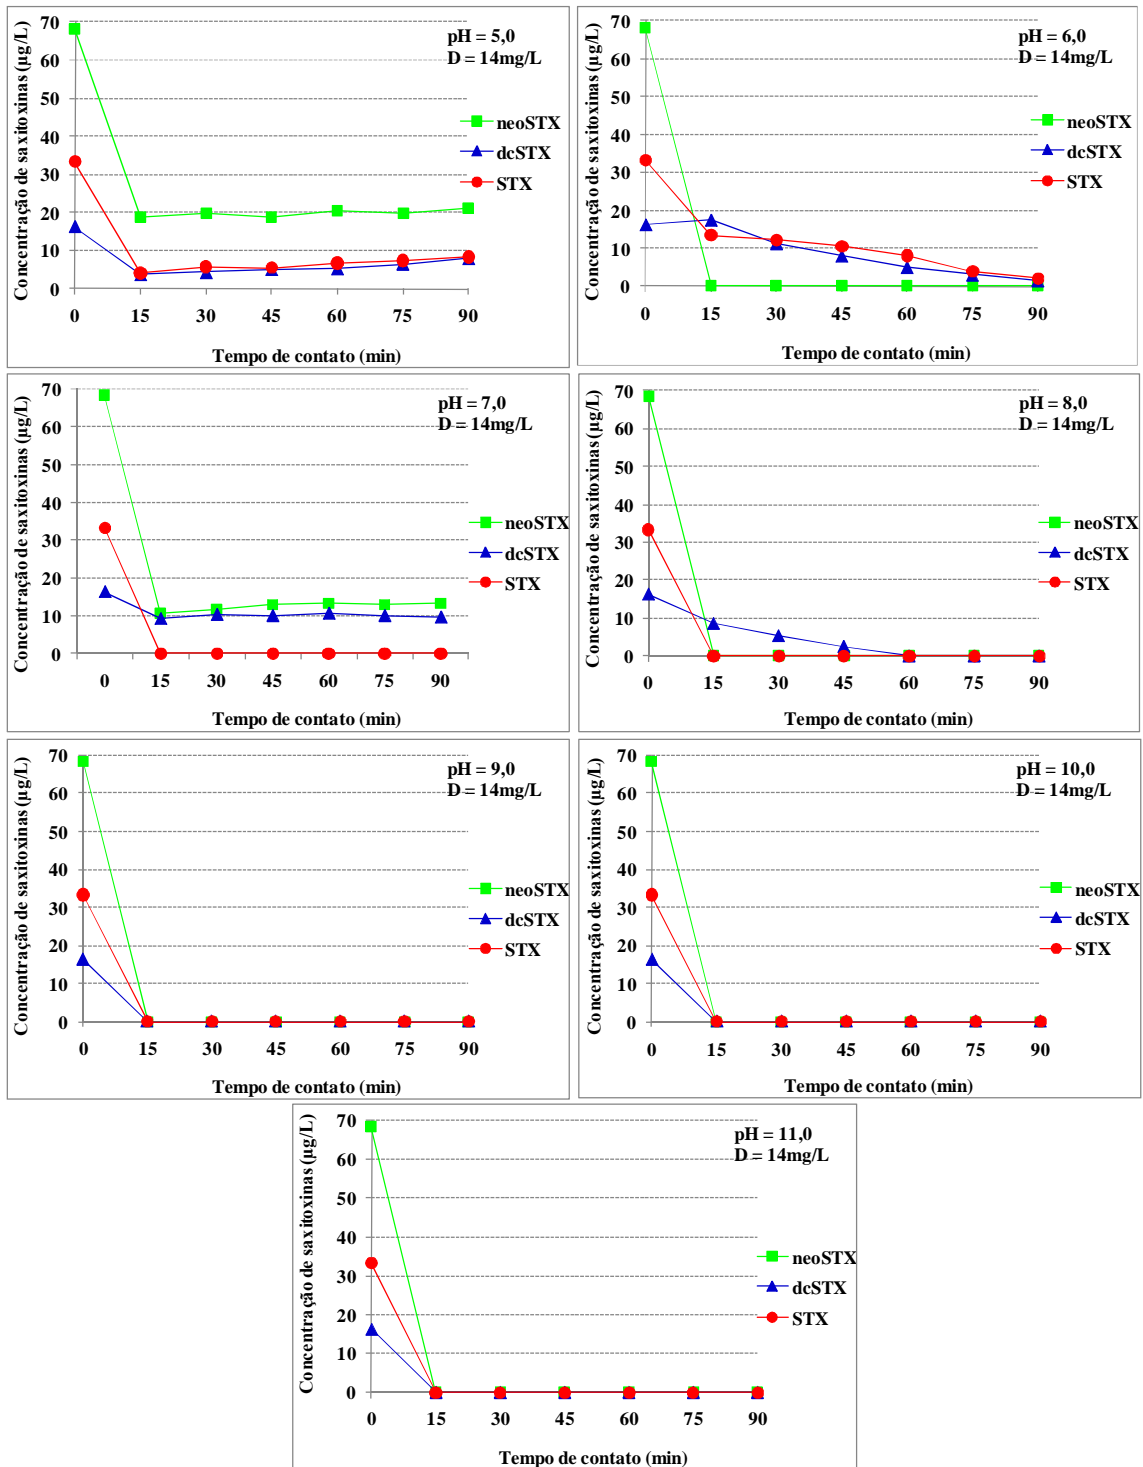 Concentração de saxitoxinas (µg/L)
70
60
50
40
30
20
10
0
pH = 5,0
D = 14mg/L
neoSTX
dcSTX
STX
0 15 30 45 60 75 90
Tempo de contato (min)
Concentração de saxitoxinas (µg/L)
70
60
50
40
30
20
10
0
pH = 6,0
D = 14mg/L
neoSTX
dcSTX
STX
0 15 30 45 60 75 90
Tempo de contato (min)
Concentração de saxitoxinas (µg/L)
70
60
50
40
30
20
10
0
pH = 7,0
D = 14mg/L
neoSTX
dcSTX
STX
0 15 30 45 60 75 90
Tempo de contato (min)
Concentração de saxitoxinas (µg/L)
70
60
50
40
30
20
10
0
pH = 8,0
D = 14mg/L
neoSTX
dcSTX
STX
0 15 30 45 60 75 90
Tempo de contato (min)
Concentração de saxitoxinas (µg/L)
70
60
50
40
30
20
10
0
pH = 9,0
D = 14mg/L
neoSTX
dcSTX
STX
0 15 30 45 60 75 90
Tempo de contato (min)
Concentração de saxitoxinas (µg/L)
70
60
50
40
30
20
10
0
pH = 10,0
D = 14mg/L
neoSTX
dcSTX
STX
0 15 30 45 60 75 90
Tempo de contato (min)
Concentração de saxitoxinas (µg/L)
70
60
50
40
30
20
10
0
pH = 11,0
D = 14mg/L
neoSTX
dcSTX
STX
0 15 30 45 60 75 90
Tempo de contato (min)